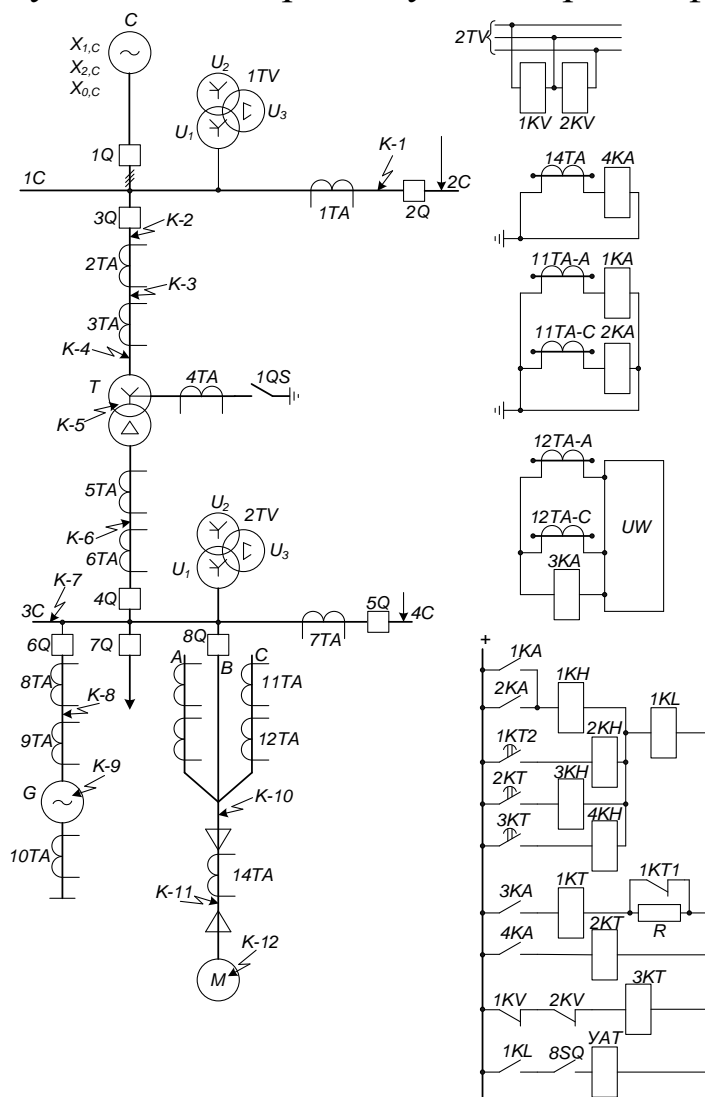 C
X1,C
X2,C
X0,C
1Q
U2
1TV
U1
U3
K-1
1C
2C
1TA
2Q
3Q
K-2
2TA
K-3
3TA
K-4
T
4TA
1QS
K-5
5TA
K-6
6TA
U2
2TV
U1
U3
K-7
4Q
3C
5Q
4C
6Q
7Q
8Q
7TA
A
B
C
8TA
K-8
11TA
9TA
12TA
G
K-9
K-10
10TA
14TA
K-11
K-12
M
2TV
1KV
2KV
14TA
4KA
11TA-A
1KA
11TA-C
2KA
12TA-A
12TA-C
UW
3KA
+
1KA
1KH
1KL
2KA
2KH
1KT2
3KH
2KT
4KH
3KT
1KT1
3KA
1KT
R
4KA
2KT
3KT
1KV
2KV
1KL
8SQ
УАТ